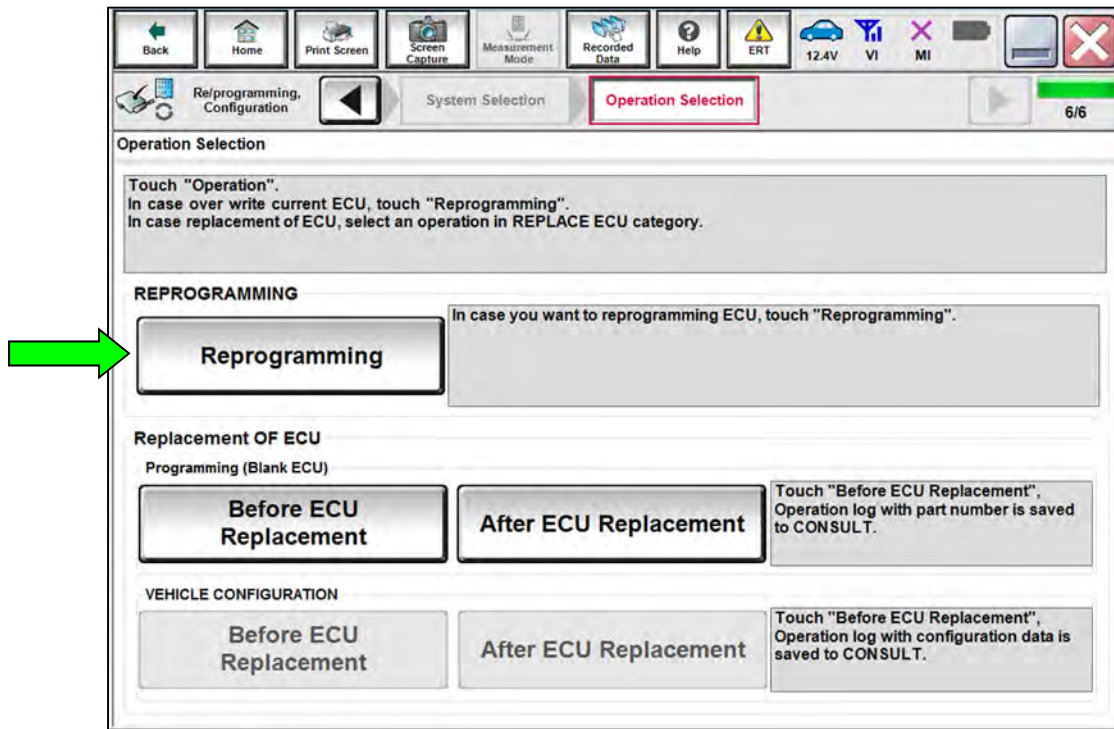 Back
Home
Print Screen
Screen
Capture
Measurement
Mode
Recorded
Data
Help
ERT
12.4V
VI
MI
Re/programming,
Configuration
System Selection
Operation Selection
6/6
Operation Selection
Touch "Operation".
In case over write current ECU, touch "Reprogramming".
In case replacement of ECU, select an operation in REPLACE ECU category.
REPROGRAMMING
Reprogramming
In case you want to reprogramming ECU, touch "Reprogramming".
Replacement OF ECU
Programming (Blank ECU)
Before ECU
Replacement
After ECU Replacement
Touch "Before ECU Replacement",
Operation log with part number is saved
to CONSULT.
VEHICLE CONFIGURATION
Before ECU
Replacement
After ECU Replacement
Touch "Before ECU Replacement",
Operation log with configuration data is
saved to CONSULT.